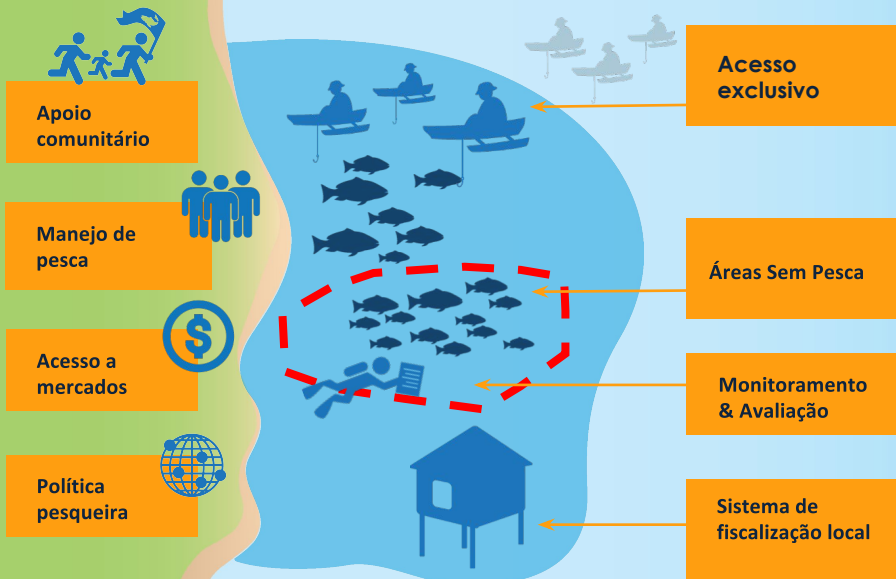 Apoio
comunitário
Manejo de
pesca
Acesso a
mercados
Política
pesqueira
$
Acesso
exclusivo
Áreas Sem Pesca
Monitoramento
& Avaliação
Sistema de
fiscalização local